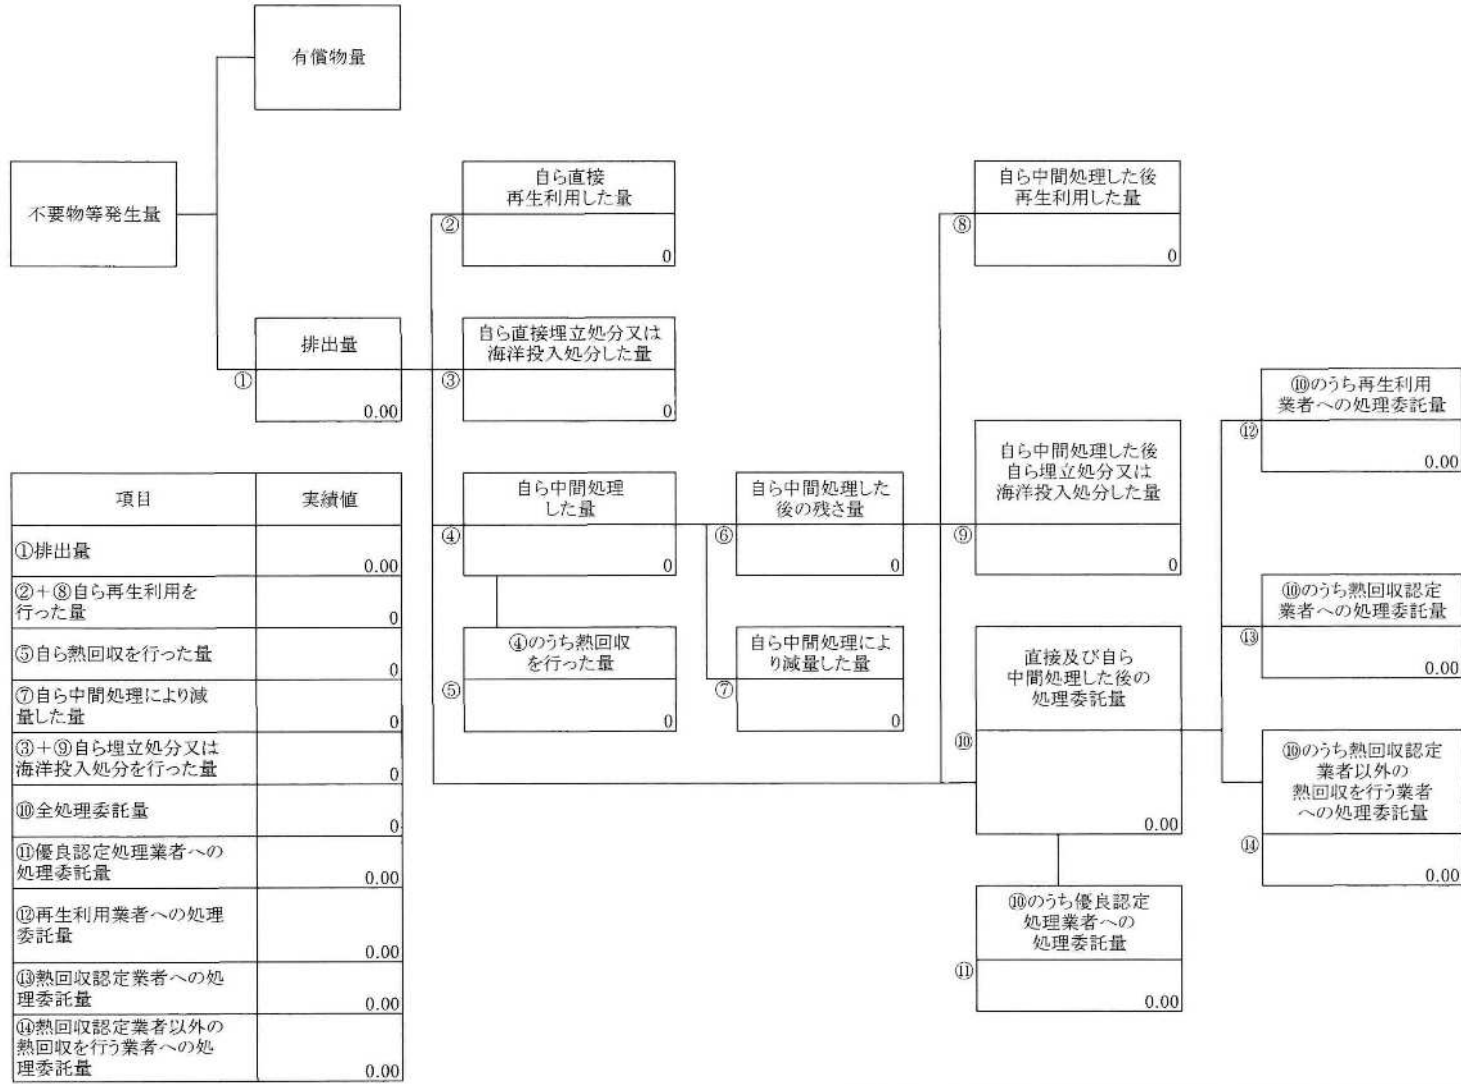 有償物量
不要物等発生量
排出量
①
0.00
自ら直接
再生利用した量
②
0
自ら直接埋立処分又は
海洋投入処分した量
③
0
自ら中間処理
した量
④
0
④のうち熱回収
を行った量
⑤
0
自ら中間処理した
後の残さ量
⑥
0
自ら中間処理によ
り減量した量
⑦
0
自ら中間処理した後
再生利用した量
⑧
0
自ら中間処理した後
自ら埋立処分又は
海洋投入処分した量
⑨
0
直接及び自ら
中間処理した後の
処理委託量
⑩
0.00
⑩のうち優良認定
処理業者への
処理委託量
⑪
0.00
⑩のうち再生利用
業者への処理委託量
⑫
0.00
⑩のうち熱回収認定
業者への処理委託量
⑬
0.00
⑩のうち熱回収認定
業者以外の
熱回収を行う業者
への処理委託量
⑭
0.00
項目 実績値
①排出量 0.00
②＋⑧自ら再生利用を
行った量 0
⑤自ら熱回収を行った量 0
⑦自ら中間処理により減
量した量 0
③＋⑨自ら埋立処分又は
海洋投入処分を行った量 0
⑩全処理委託量 0
⑪優良認定処理業者への
処理委託量 0.00
⑫再生利用業者への処理
委託量 0.00
⑬熱回収認定業者への処
理委託量 0.00
⑭熱回収認定業者以外の
熱回収を行う業者への処
理委託量 0.00